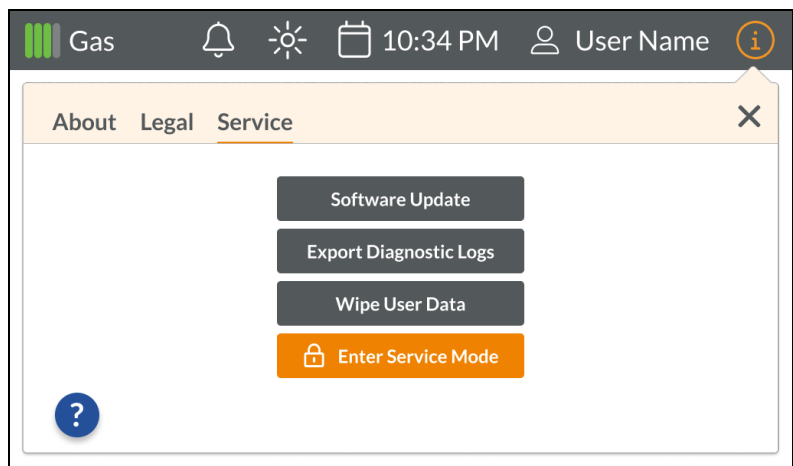 Gas 10:34 PM User Name i
About Legal Service
Software Update
Export Diagnostic Logs
Wipe User Data
Enter Service Mode
?